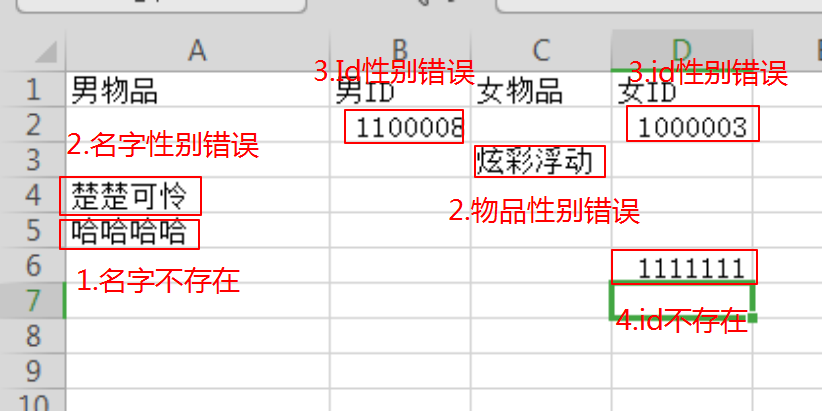 A B C D
3.Id性别错误 3.id性别错误
1 男物品 男ID 女物品 女ID
2 1100008 1000003
2.名字性别错误
3 炫彩浮动
4 楚楚可怜
2.物品性别错误
5 哈哈哈哈
6 1111111
1.名字不存在
7
4.id不存在
8
9
10